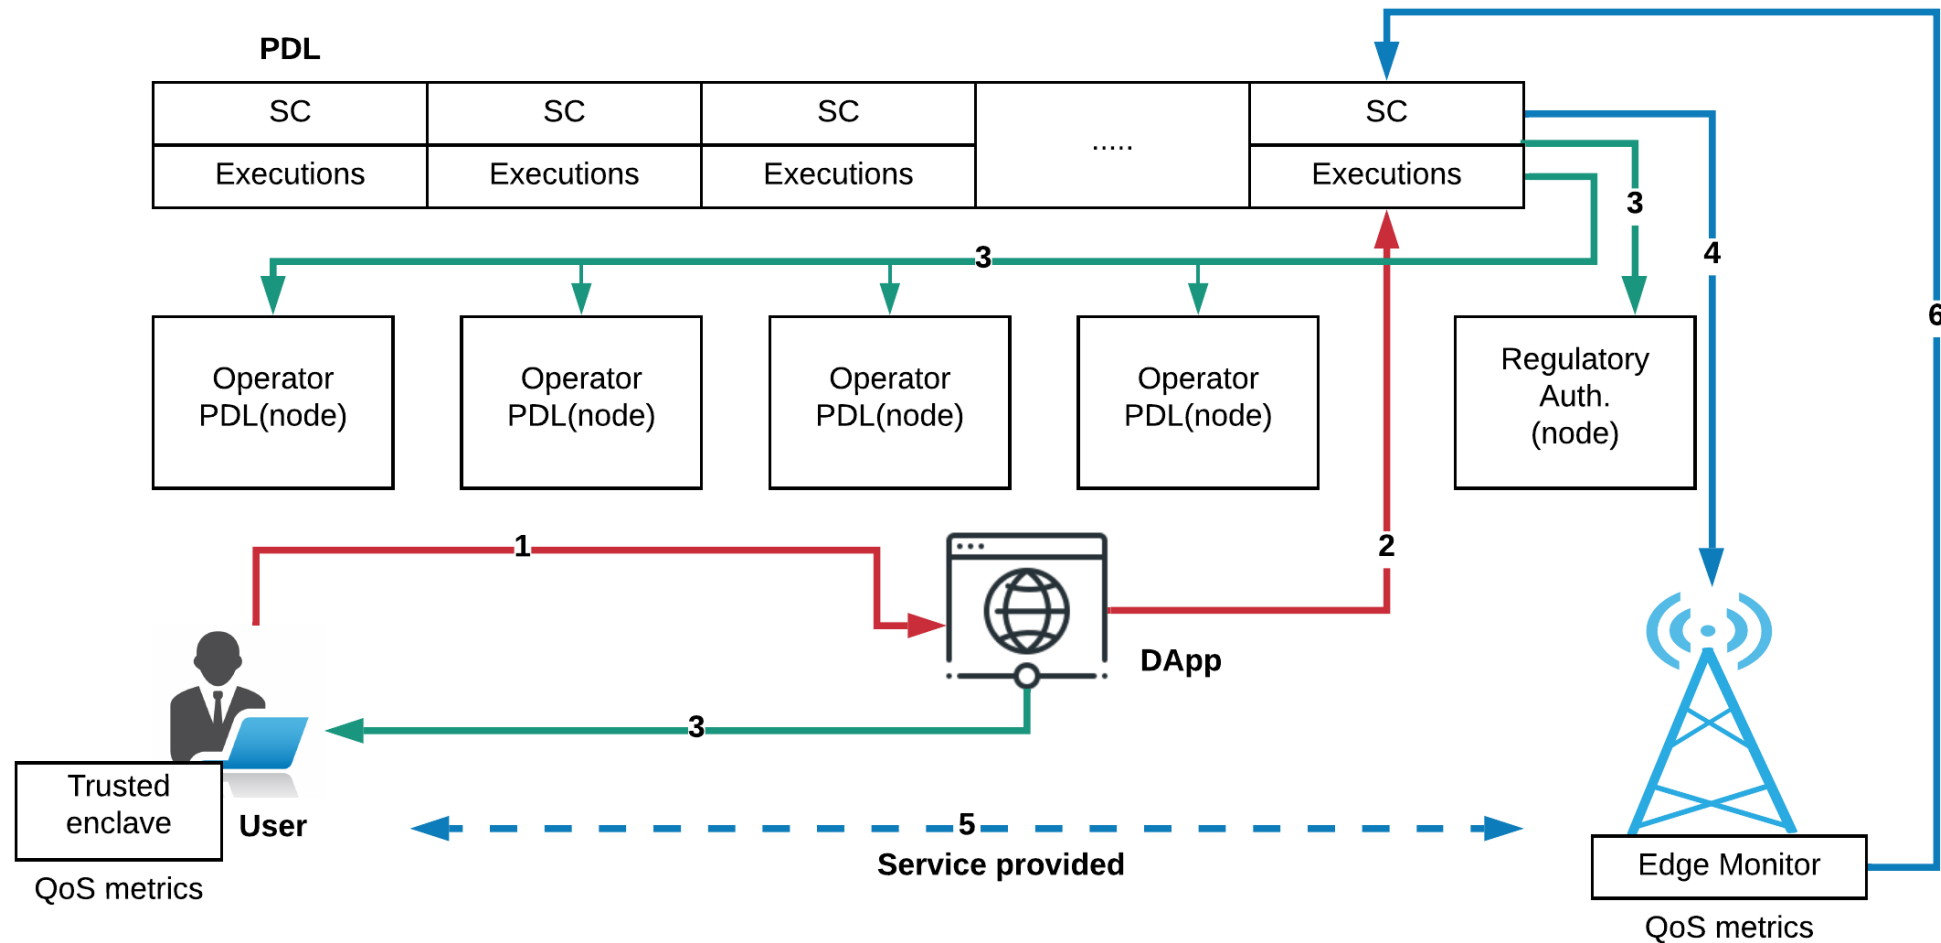 PDL
SC
SC
SC
.....
SC
Executions
Executions
Executions
Executions
3
3
4
6
Operator
PDL(node)
Operator
PDL(node)
Operator
PDL(node)
Operator
PDL(node)
Regulatory
Auth.
(node)
1
2
DApp
3
Trusted
enclave
User
QoS metrics
5
Service provided
Edge Monitor
QoS metrics